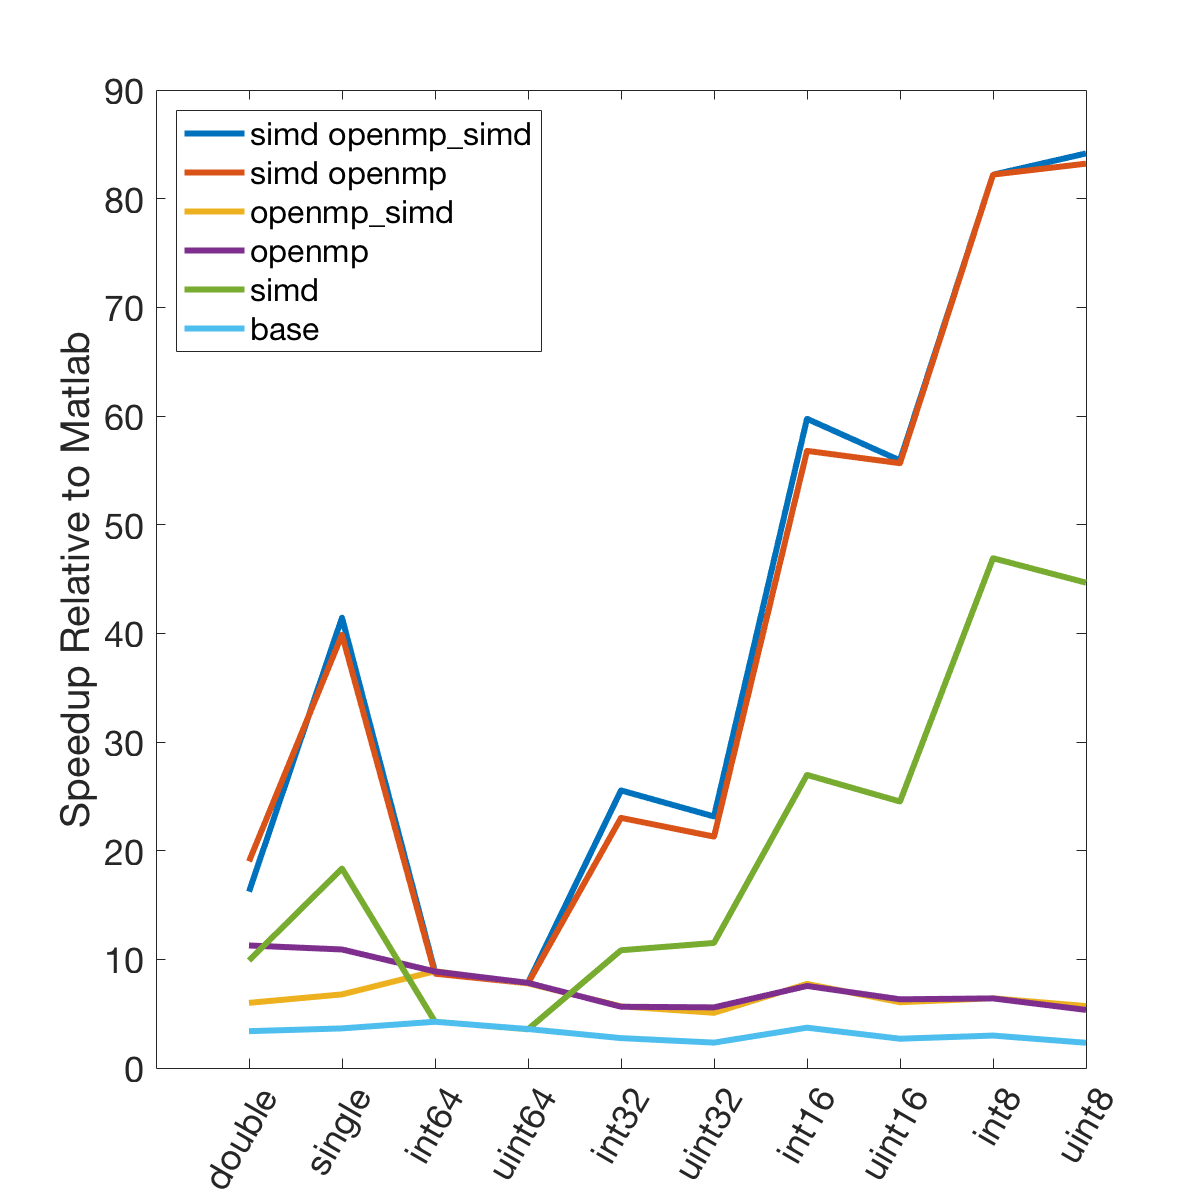 90
80
70
60
50
40
30
20
10
0
Speedup Relative to Matlab
simd openmp_simd
simd openmp
openmp_simd
openmp
simd
base
double
single
int64
uint64
int32
uint32
int16
uint16
int8
uint8